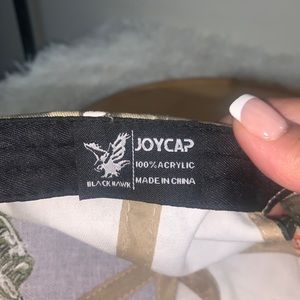 JOYCAP
100% ACRYLIC
BLACK HAWK
MADE IN CHINA